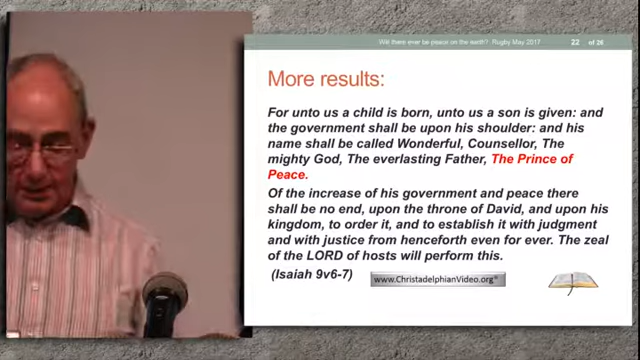 Will there ever be peace on the earth?: Rugby May 2017 22 of 26
More results:
For unto us a child is born, unto us a son is given: and
the government shall be upon his shoulder: and his
name shall be called Wonderful, Counsellor, The
mighty God, The everlasting Father, The Prince of
Peace.
Of the increase of his government and peace there
shall be no end, upon the throne of David, and upon his
kingdom, to order it, and to establish it with judgment
and with justice from henceforth even for ever. The zeal
of the LORD of hosts will perform this.
(Isaiah 9v6-7) www.ChristadelphianVideo.org®